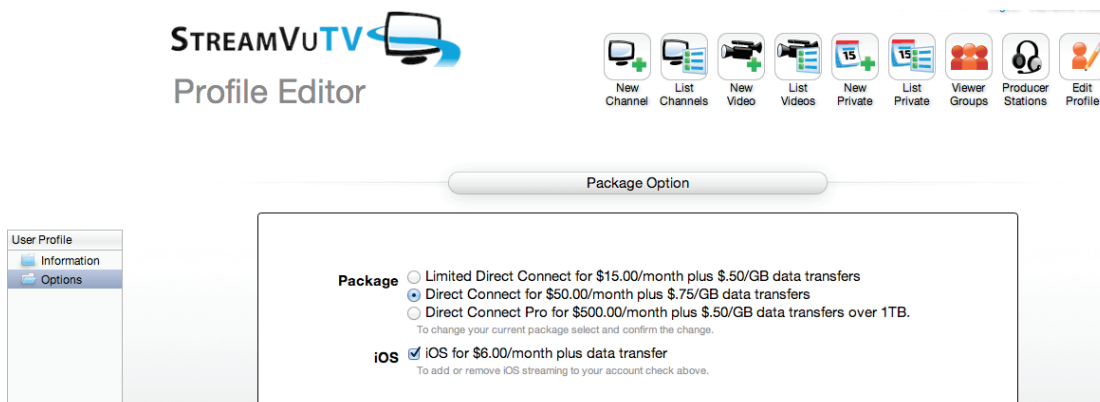 STREAMVUTV
Profile Editor
New Channel
List Channels
New Video
List Videos
15
New Private
15
List Private
Viewer Groups
Producer Stations
Edit Profile
Package Option
User Profile
Information
Options
Package
Limited Direct Connect for $15.00/month plus $.50/GB data transfers
Direct Connect for $50.00/month plus $.75/GB data transfers
Direct Connect Pro for $500.00/month plus $.50/GB data transfers over 1TB.
To change your current package select and confirm the change.
iOS
iOS for $6.00/month plus data transfer
To add or remove iOS streaming to your account check above.